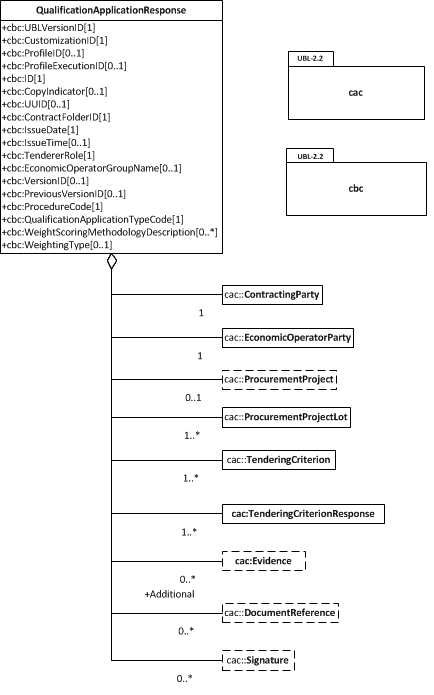 QualificationApplicationResponse
+cbc:UBLVersionID[1]
+cbc:CustomizationID[1]
+cbc:ProfileID[0..1]
+cbc:ProfileExecutionID[0..1]
+cbc:ID[1]
+cbc:CopyIndicator[0..1]
+cbc:UUID[0..1]
+cbc:ContractFolderID[1]
+cbc:IssueDate[1]
+cbc:IssueTime[0..1]
+cbc:TendererRole[1]
+cbc:EconomicOperatorGroupName[0..1]
+cbc:VersionID[0..1]
+cbc:PreviousVersionID[0..1]
+cbc:ProcedureCode[1]
+cbc:QualificationApplicationTypeCode[1]
+cbc:WeightScoringMethodologyDescription[0..*]
+cbc:WeightingType[0..1]
UBL-2.2
cac
UBL-2.2
cbc
cac::ContractingParty
1
cac::EconomicOperatorParty
1
cac::ProcurementProject
0..1
cac::ProcurementProjectLot
1..*
cac::TenderingCriterion
1..*
cac:TenderingCriterionResponse
1..*
cac:Evidence
0..*
+Additional
cac::DocumentReference
0..*
cac::Signature
0..*